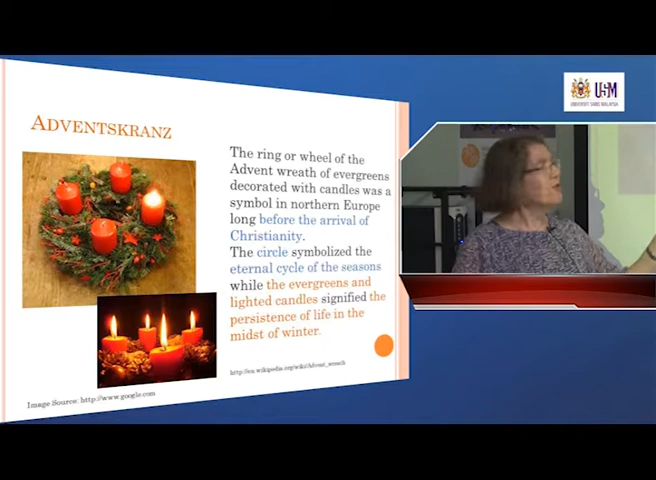 ADVENTSKRANZ
The ring or wheel of the
Advent wreath of evergreens
decorated with candles was a
symbol in northern Europe
long before the arrival of
Christianity.
The circle symbolized the
eternal cycle of the seasons
while the evergreens and
lighted candles signified the
persistence of life in the
midst of winter.
http://en.wikipedia.org/wiki/Advent_wreath
Image Source: http://www.google.com
USM
UNIVERSITI SAINS MALAYSIA